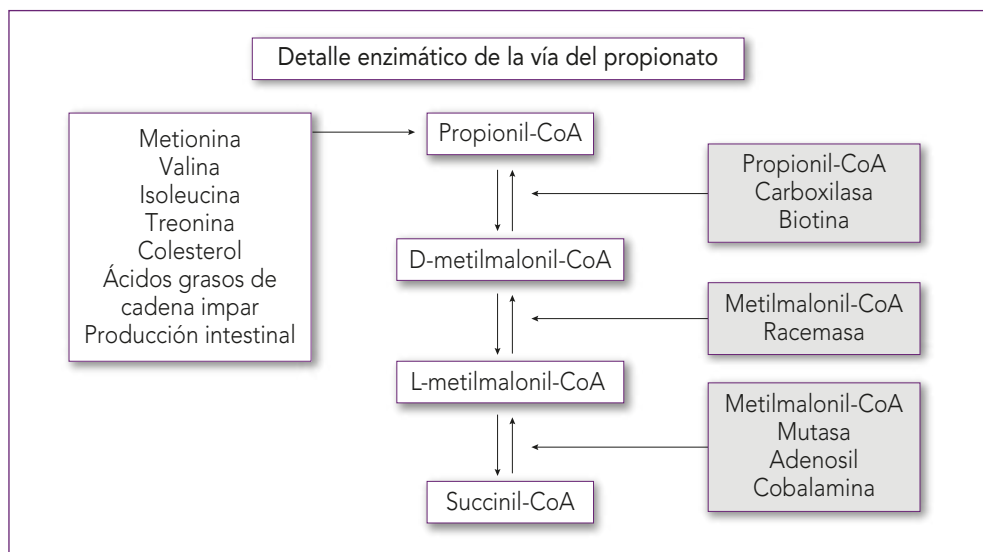 Detalle enzimático de la vía del propionato
Metionina
Valina
Isoleucina
Treonina
Colesterol
Ácidos grasos de
cadena impar
Producción intestinal
Propionil-CoA
D-metilmalonil-CoA
L-metilmalonil-CoA
Succinil-CoA
Propionil-CoA
Carboxilasa
Biotina
Metilmalonil-CoA
Racemasa
Metilmalonil-CoA
Mutasa
Adenosil
Cobalamina